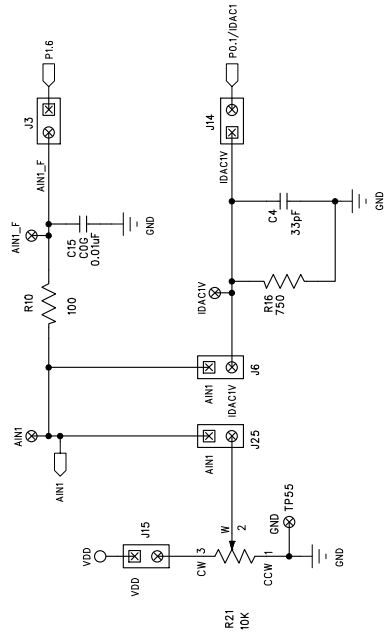 P1.6
J3
AIN1_F
AIN1_F
C15
C0G
0.01uF
GND
R10
100
AIN1
AIN1
P0.1/IDAC1
J14
IDAC1V
C4
33pF
GND
IDAC1V
R16
750
AIN1
IDAC1V
J6
AIN1
J25
VDD
VDD
J15
CW
3
W
2
R21
10K
CCW
1
GND
TP55
GND